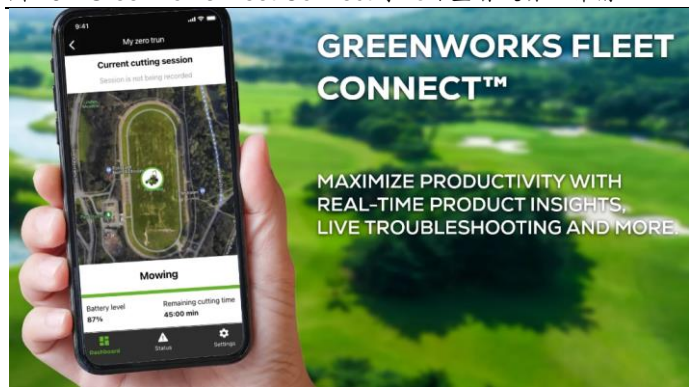 9:41
My zero trun
Current cutting session
Session is not being recorded
Mowing
Battery level
87%
Remaining cutting time
45:00 min
Dashboard
Status
Settings
GREENWORKS FLEET
CONNECT™
MAXIMIZE PRODUCTIVITY WITH
REAL-TIME PRODUCT INSIGHTS,
LIVE TROUBLESHOOTING AND MORE.